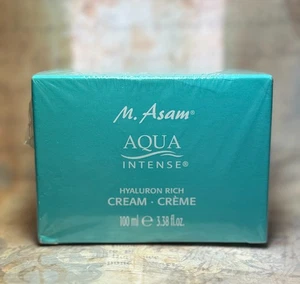 M. Asam®
AQUA
INTENSE®
HYALURON RICH
CREAM - CRÈME
100 ml ℮ 3.38 fl.oz.